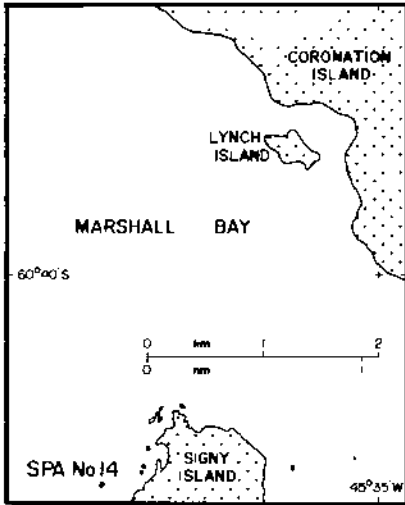 CORONATION
ISLAND
LYNCH
ISLAND
MARSHALL BAY
60°40'S
0 km 1 2
0 nm 1
SPA No 14
SIGNY
ISLAND
45°35'W